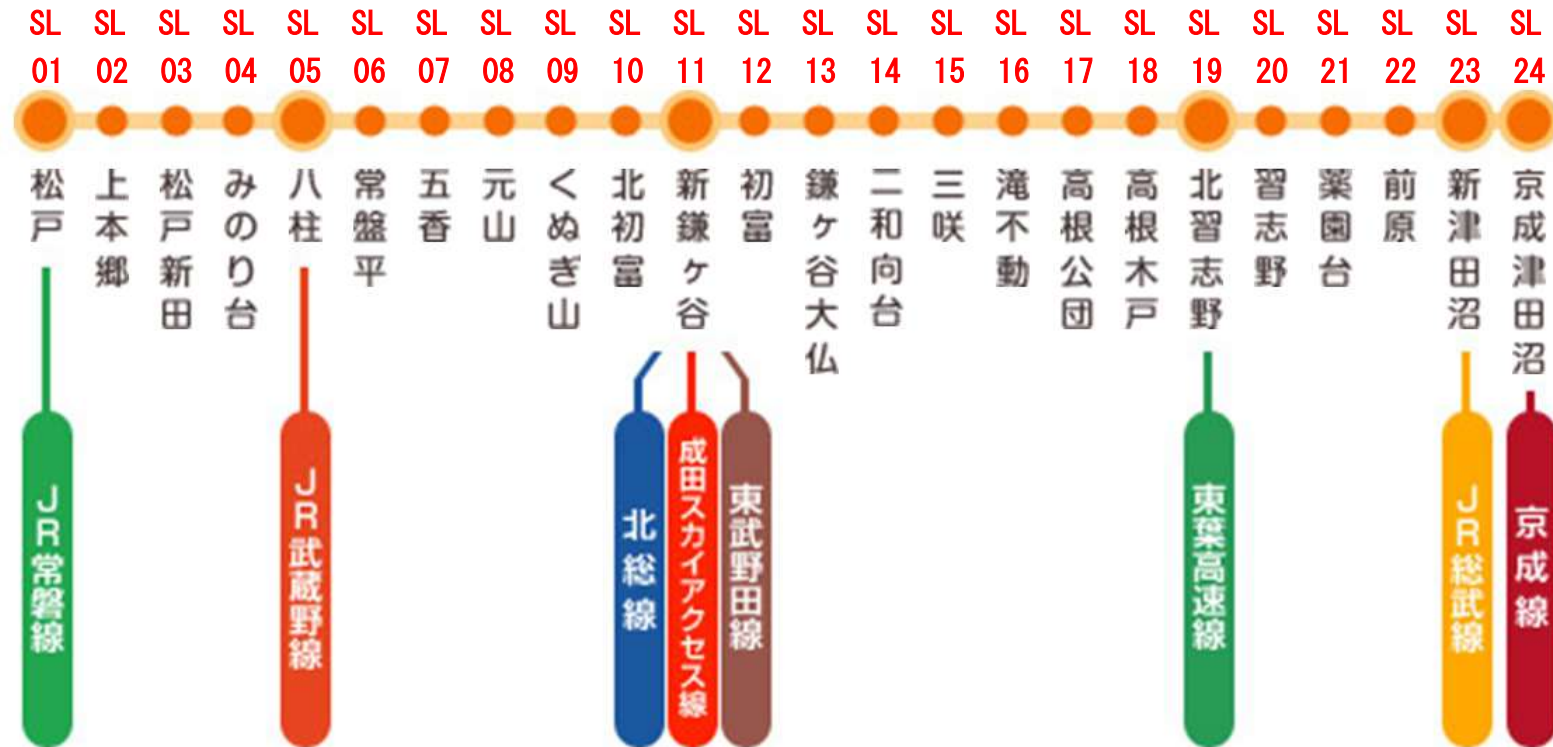 SL 01
SL 02
SL 03
SL 04
SL 05
SL 06
SL 07
SL 08
SL 09
SL 10
SL 11
SL 12
SL 13
SL 14
SL 15
SL 16
SL 17
SL 18
SL 19
SL 20
SL 21
SL 22
SL 23
SL 24
松戸
上本郷
松戸新田
みのり台
八柱
常盤平
五香
元山
くぬぎ山
北初富
新鎌ヶ谷
初富
鎌ヶ谷大仏
二和向台
三咲
滝不動
高根公団
高根木戸
北習志野
習志野
薬園台
前原
新津田沼
京成津田沼
JR常磐線
JR武蔵野線
北総線
成田スカイアクセス線
東武野田線
東葉高速線
JR総武線
京成線